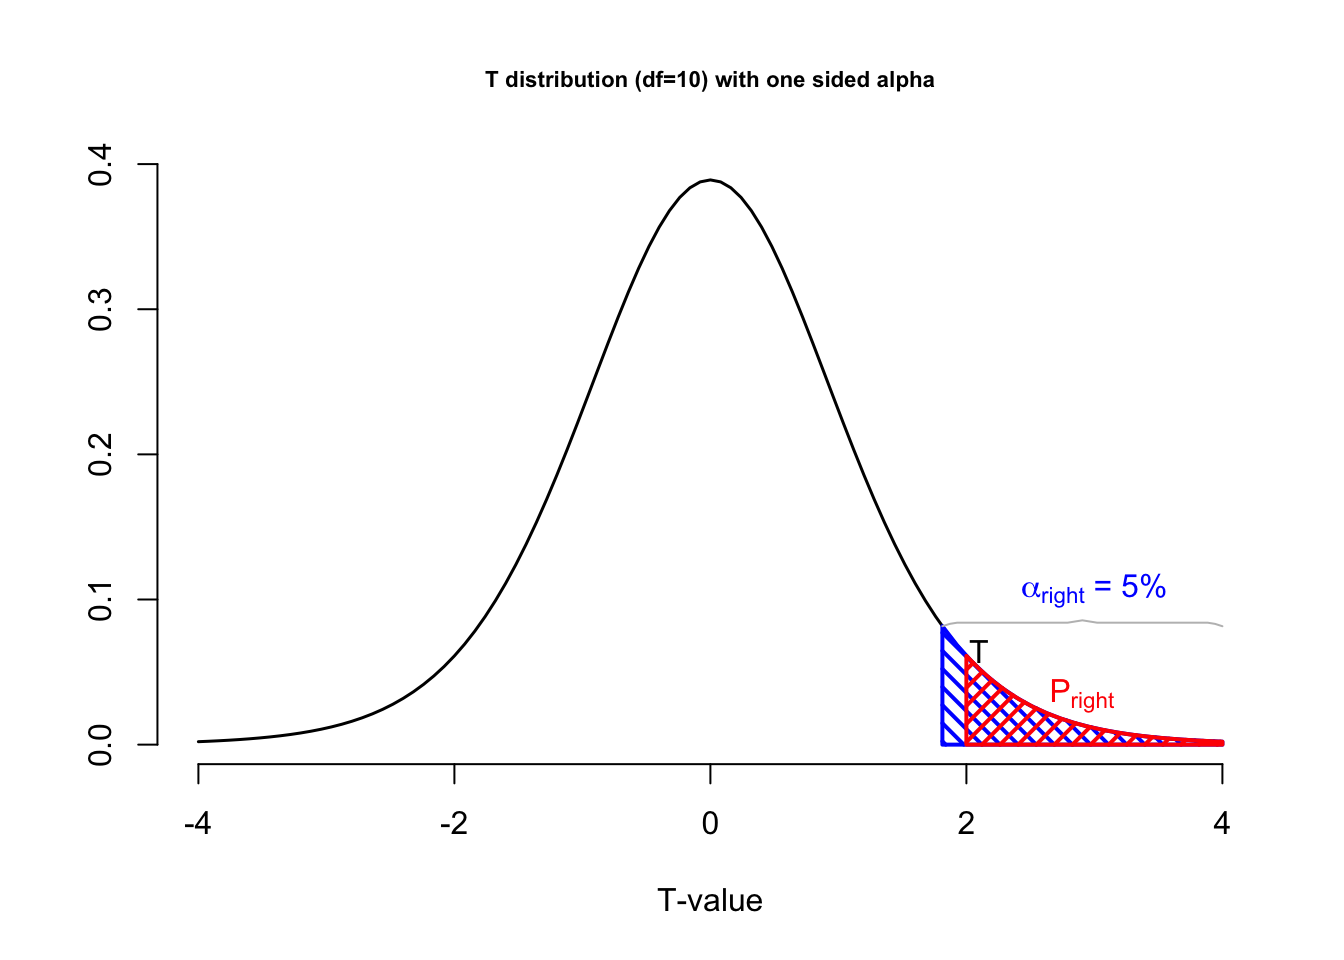 T distribution (df=10) with one sided alpha
0.4
0.3
0.2
0.1
0.0
αright = 5%
T
Pright
-4 -2 0 2 4
T-value